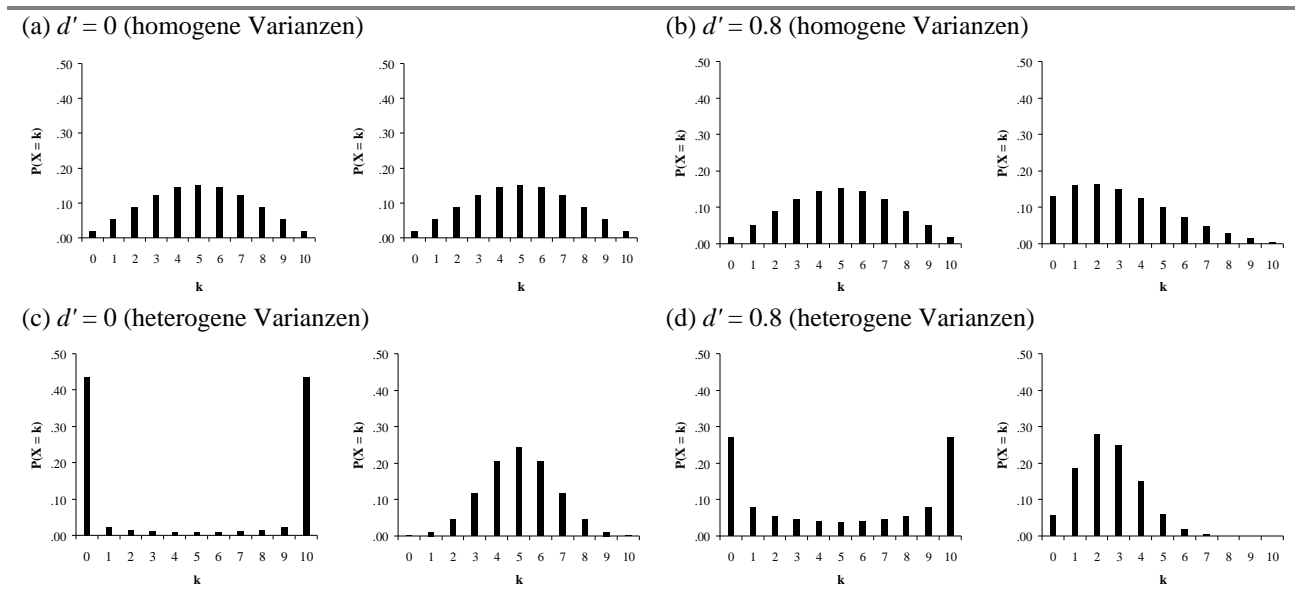 (a) d' = 0 (homogene Varianzen)
.50
.40
.30
.20
.10
.00
P(X = k)
0 1 2 3 4 5 6 7 8 9 10
k
.50
.40
.30
.20
.10
.00
P(X = k)
0 1 2 3 4 5 6 7 8 9 10
k
(b) d' = 0.8 (homogene Varianzen)
.50
.40
.30
.20
.10
.00
P(X = k)
0 1 2 3 4 5 6 7 8 9 10
k
.50
.40
.30
.20
.10
.00
P(X = k)
0 1 2 3 4 5 6 7 8 9 10
k
(c) d' = 0 (heterogene Varianzen)
.50
.40
.30
.20
.10
.00
P(X = k)
0 1 2 3 4 5 6 7 8 9 10
k
.50
.40
.30
.20
.10
.00
P(X = k)
0 1 2 3 4 5 6 7 8 9 10
k
(d) d' = 0.8 (heterogene Varianzen)
.50
.40
.30
.20
.10
.00
P(X = k)
0 1 2 3 4 5 6 7 8 9 10
k
.50
.40
.30
.20
.10
.00
P(X = k)
0 1 2 3 4 5 6 7 8 9 10
k